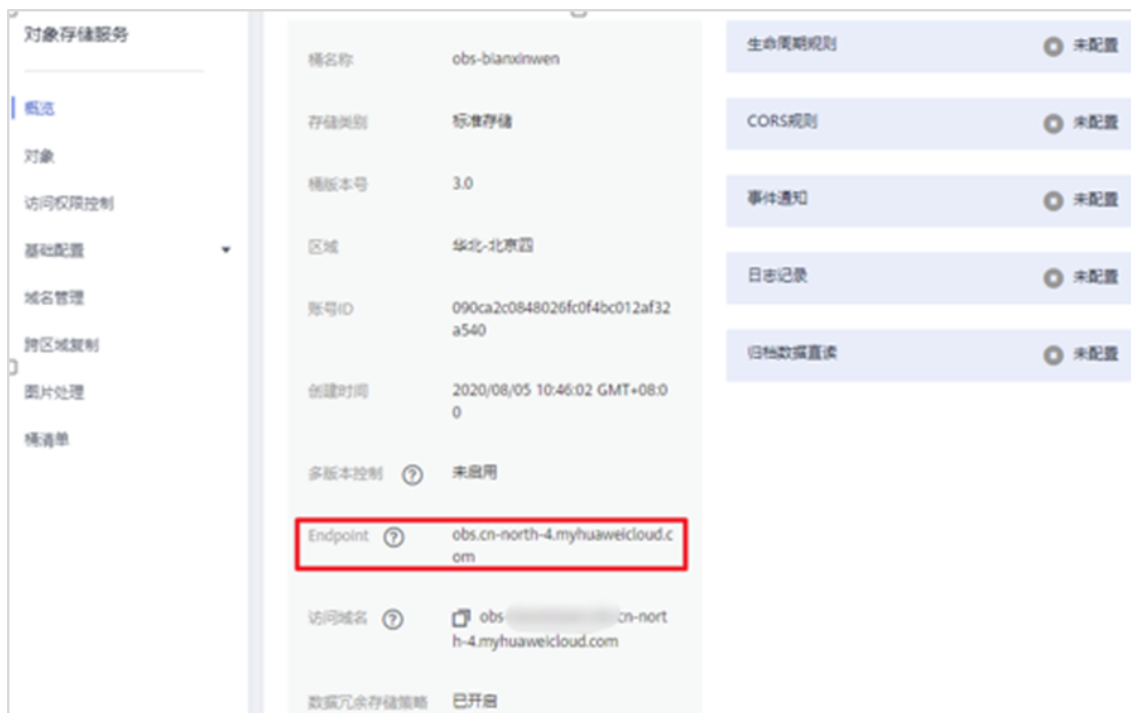 对象存储服务
概览
对象
访问权限控制
基础配置
域名管理
跨区域复制
图片处理
桶清单
桶名称 obs-bianxinwen
存储类别 标准存储
桶版本号 3.0
区域 华北-北京四
账号ID 090ca2c0848026fc0f4bc012af32
a540
创建时间 2020/08/05 10:46:02 GMT+08:0
0
多版本控制 未启用
Endpoint obs.cn-north-4.myhuaweicloud.c
om
访问域名 obs- cn-nort
h-4.myhuaweicloud.com
数据冗余存储策略 已开启
生命周期规则 未配置
CORS规则 未配置
事件通知 未配置
日志记录 未配置
归档数据直读 未配置